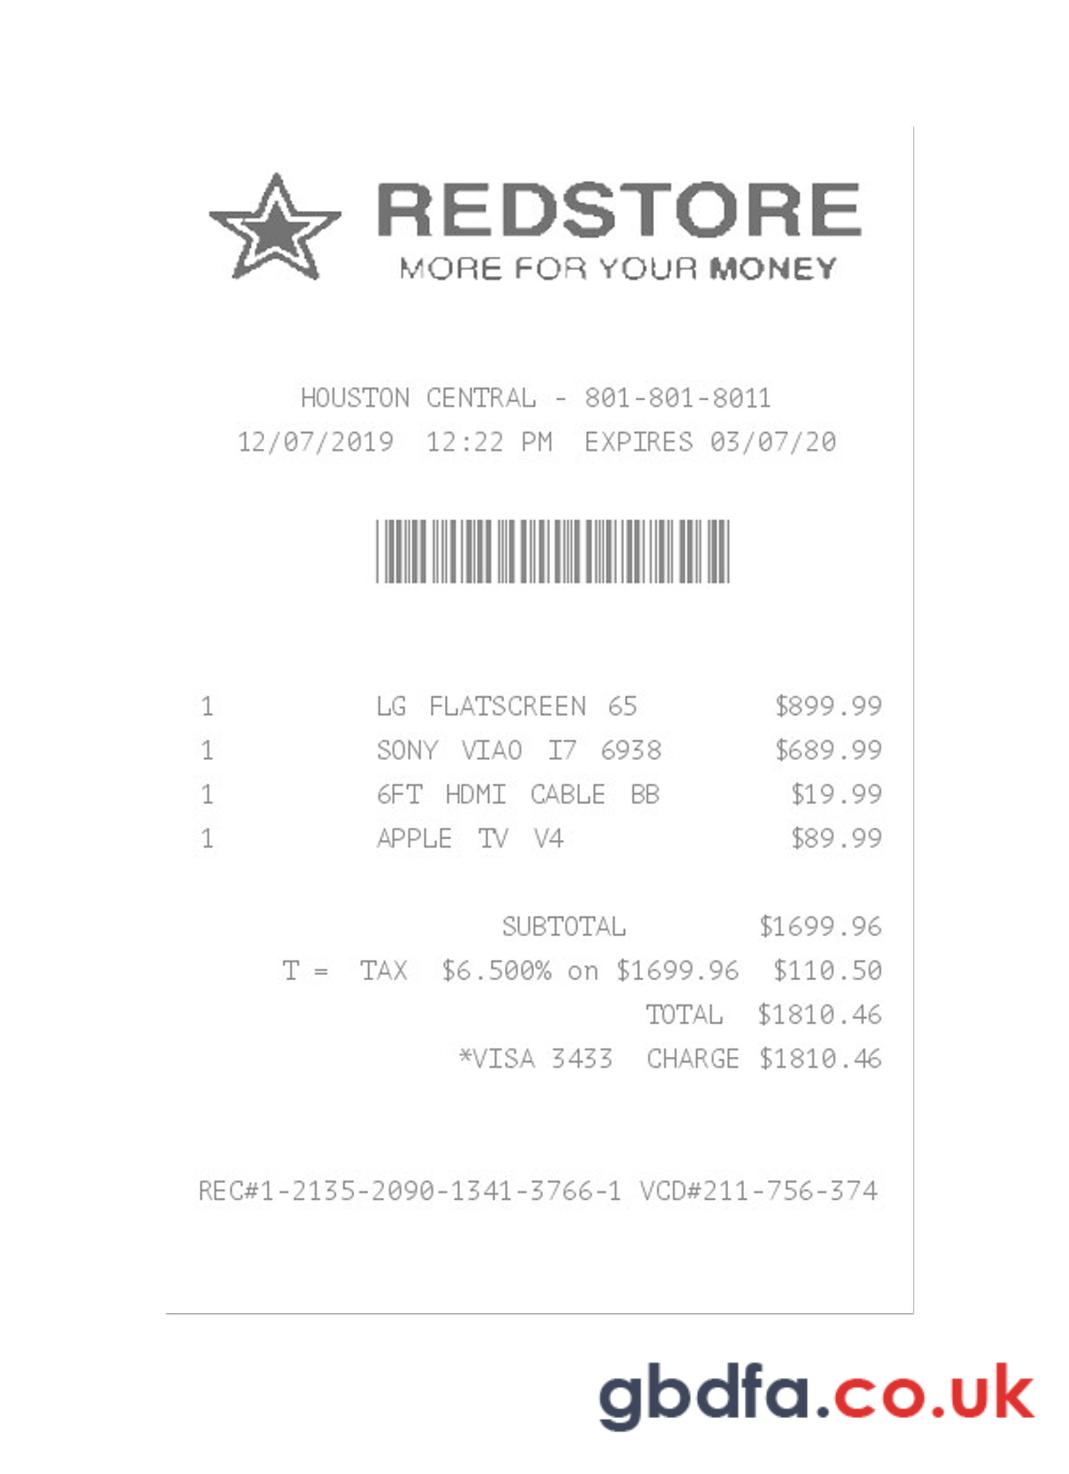 REDSTORE
MORE FOR YOUR MONEY
HOUSTON CENTRAL - 801-801-8011
12/07/2019 12:22 PM EXPIRES 03/07/20
1 LG FLATSCREEN 65 $899.99
1 SONY VIAO I7 6938 $689.99
1 6FT HDMI CABLE BB $19.99
1 APPLE TV V4 $89.99
SUBTOTAL $1699.96
T = TAX $6.500% on $1699.96 $110.50
TOTAL $1810.46
*VISA 3433 CHARGE $1810.46
REC#1-2135-2090-1341-3766-1 VCD#211-756-374
gbdfa.co.uk